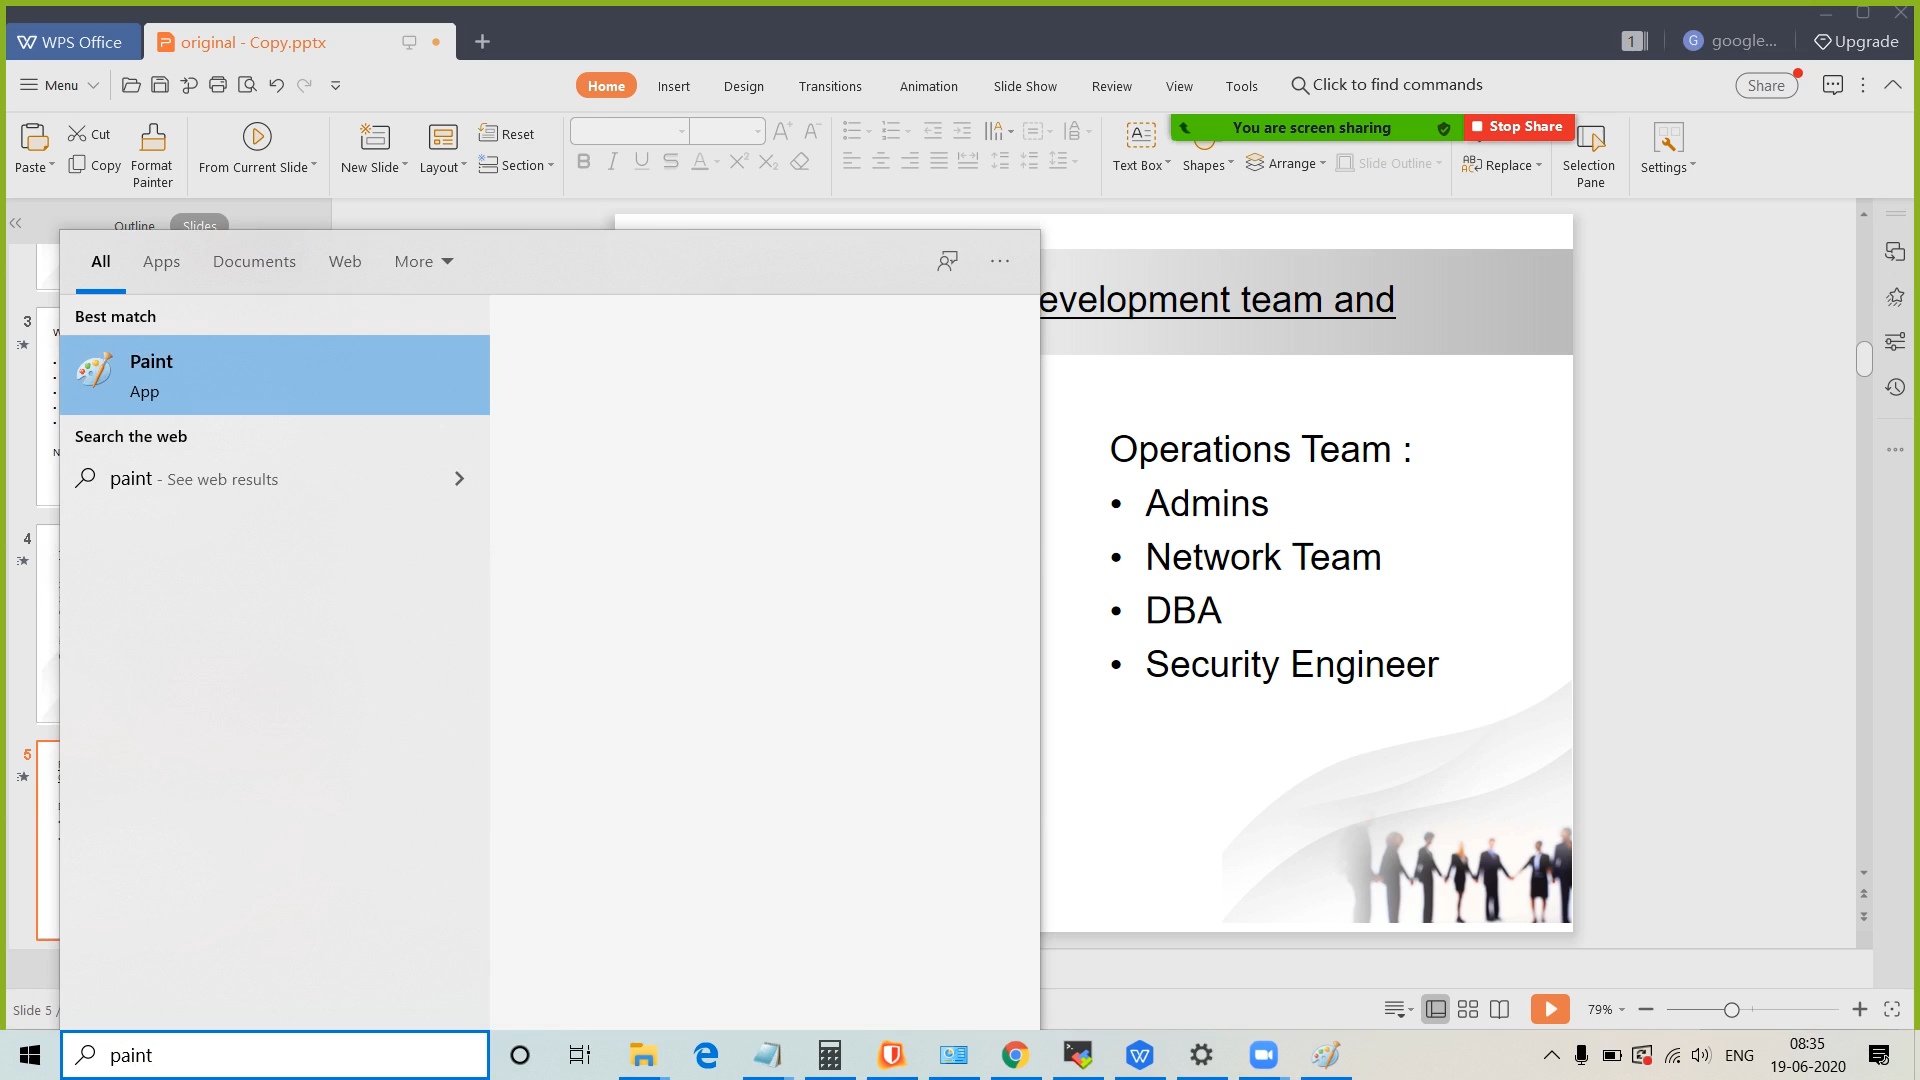 WPS Office
original - Copy.pptx
1
G google...
Upgrade
Menu
Home
Insert
Design
Transitions
Animation
Slide Show
Review
View
Tools
Click to find commands
Share
Paste
Cut
Copy
Format
Painter
From Current Slide
New Slide
Layout
Reset
Section
You are screen sharing
Stop Share
Text Box
Shapes
Arrange
Slide Outline
Replace
Selection
Pane
Settings
Outline
Slides
All
Apps
Documents
Web
More
Best match
Paint
App
Search the web
paint - See web results
3
4
5
evelopment team and
Operations Team :
• Admins
• Network Team
• DBA
• Security Engineer
Slide 5 /
79%
paint
ENG
08:35
19-06-2020